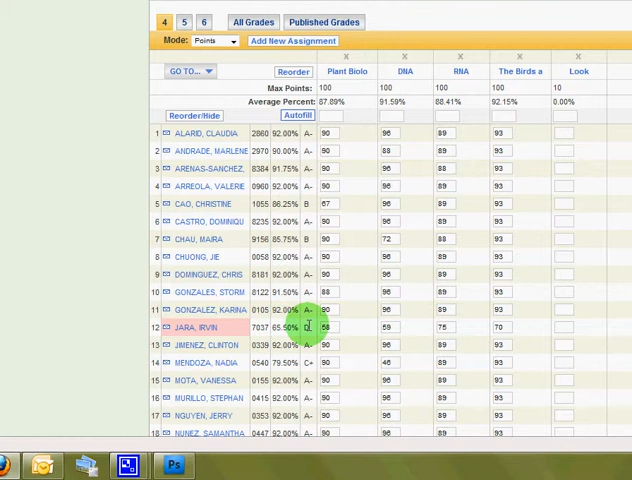 4 5 6 All Grades Published Grades
Mode: Points Add New Assignment
X X X X X
GO TO... Reorder Plant Biolo DNA RNA The Birds a Look
Max Points: 100 100 100 100 10
Average Percent: 87.89% 91.59% 88.41% 92.15% 0.00%
Reorder/Hide Autofill
1 ALARID, CLAUDIA 2860 92.00% A- 90 96 89 93
2 ANDRADE, MARLENE 2970 90.00% A- 90 88 89 93
3 ARENAS-SANCHEZ, 8384 91.75% A- 90 96 89 93
4 ARREOLA, VALERIE 0960 92.00% A- 90 96 89 93
5 CAO, CHRISTINE 1055 86.25% B 67 96 89 93
6 CASTRO, DOMINIQU 8235 92.00% A- 90 96 89 93
7 CHAU, MAIRA 9156 85.75% B 90 72 88 93
8 CHUONG, JIE 0058 92.00% A- 90 96 89 93
9 DOMINGUEZ, CHRIS 8181 92.00% A- 90 96 89 93
10 GONZALES, STORM 8122 91.50% A- 88 96 89 93
11 GONZALEZ, KARINA 0105 92.00% A- 90 96 89 93
12 JARA, IRVIN 7037 65.50% D 58 59 75 70
13 JIMENEZ, CLINTON 0339 92.00% A- 90 96 89 93
14 MENDOZA, NADIA 0540 79.50% C+ 90 46 89 93
15 MOTA, VANESSA 0155 92.00% A- 90 96 89 93
16 MURILLO, STEPHAN 0415 92.00% A- 90 96 89 93
17 NGUYEN, JERRY 0353 92.00% A- 90 96 89 93
18 NUNEZ, SAMANTHA 0447 92.00% A- 90 96 89 93
Ps